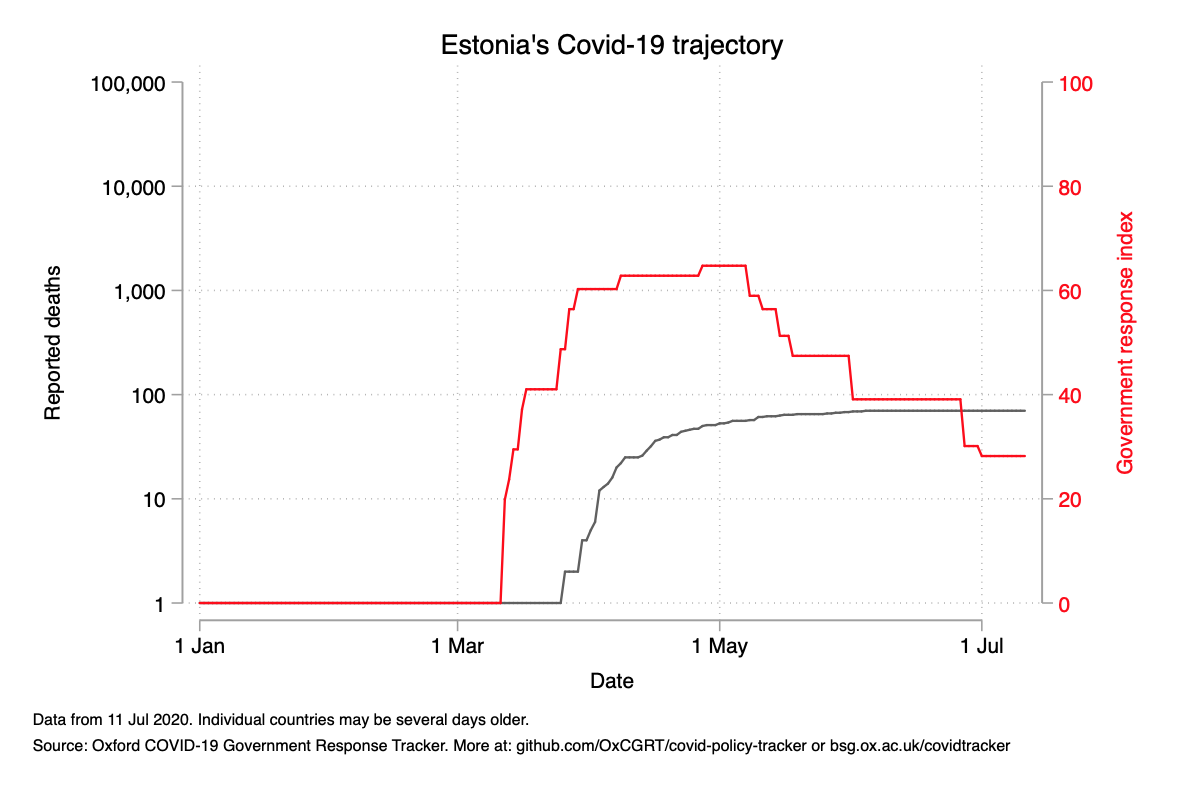 Estonia's Covid-19 trajectory
100,000
10,000
1,000
100
10
1
Reported deaths
100
80
60
40
20
0
Government response index
1 Jan
1 Mar
1 May
1 Jul
Date
Data from 11 Jul 2020. Individual countries may be several days older.
Source: Oxford COVID-19 Government Response Tracker. More at: github.com/OxCGRT/covid-policy-tracker or bsg.ox.ac.uk/covidtracker